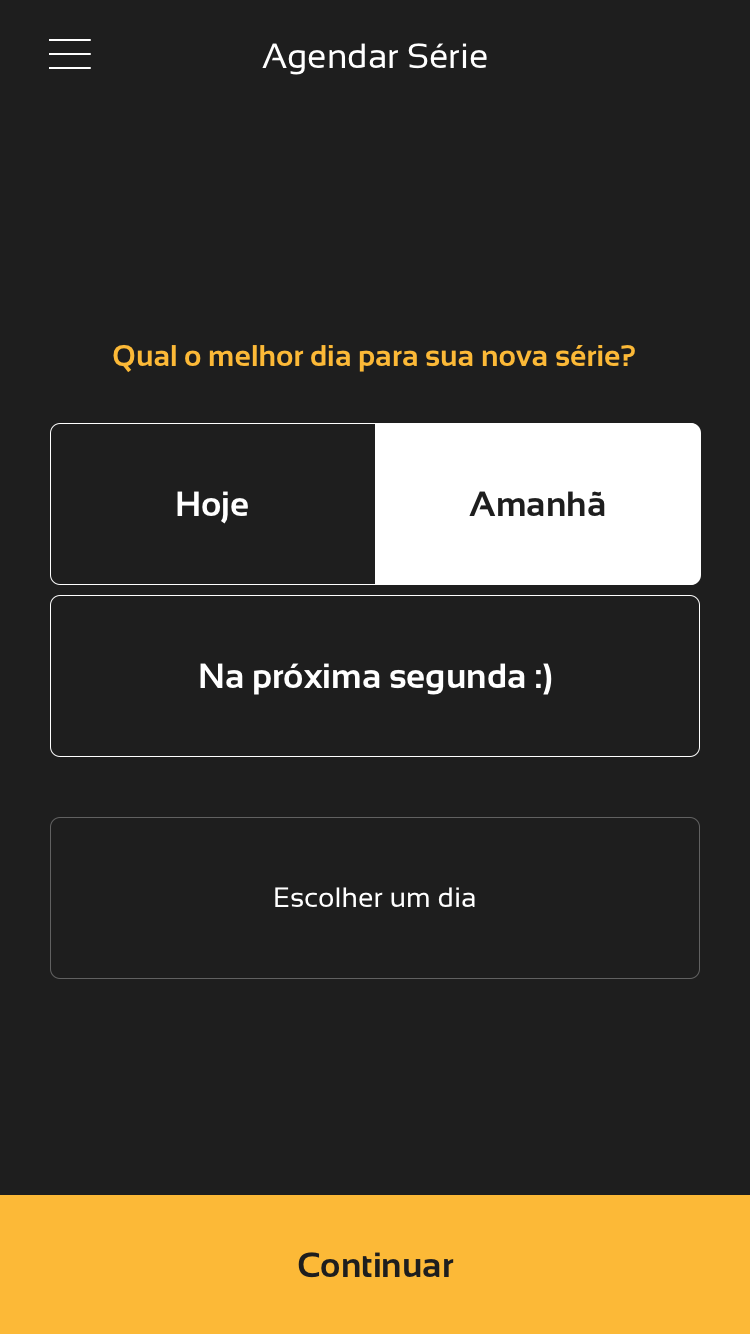 Agendar Série
Qual o melhor dia para sua nova série?
Hoje
Amanhã
Na próxima segunda :)
Escolher um dia
Continuar